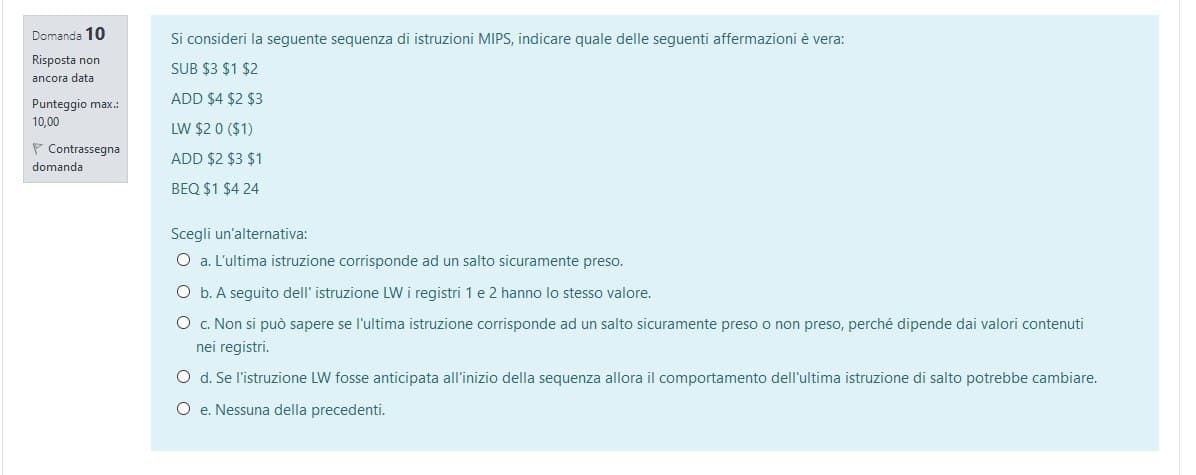 Domanda 10
Risposta non
ancora data
Punteggio max.:
10,00
Contrassegna
domanda
Si consideri la seguente sequenza di istruzioni MIPS, indicare quale delle seguenti affermazioni è vera:
SUB $3 $1 $2
ADD $4 $2 $3
LW $2 0 ($1)
ADD $2 $3 $1
BEQ $1 $4 24
Scegli un'alternativa:
a. L'ultima istruzione corrisponde ad un salto sicuramente preso.
b. A seguito dell' istruzione LW i registri 1 e 2 hanno lo stesso valore.
c. Non si può sapere se l'ultima istruzione corrisponde ad un salto sicuramente preso o non preso, perché dipende dai valori contenuti
nei registri.
d. Se l'istruzione LW fosse anticipata all'inizio della sequenza allora il comportamento dell'ultima istruzione di salto potrebbe cambiare.
e. Nessuna della precedenti.